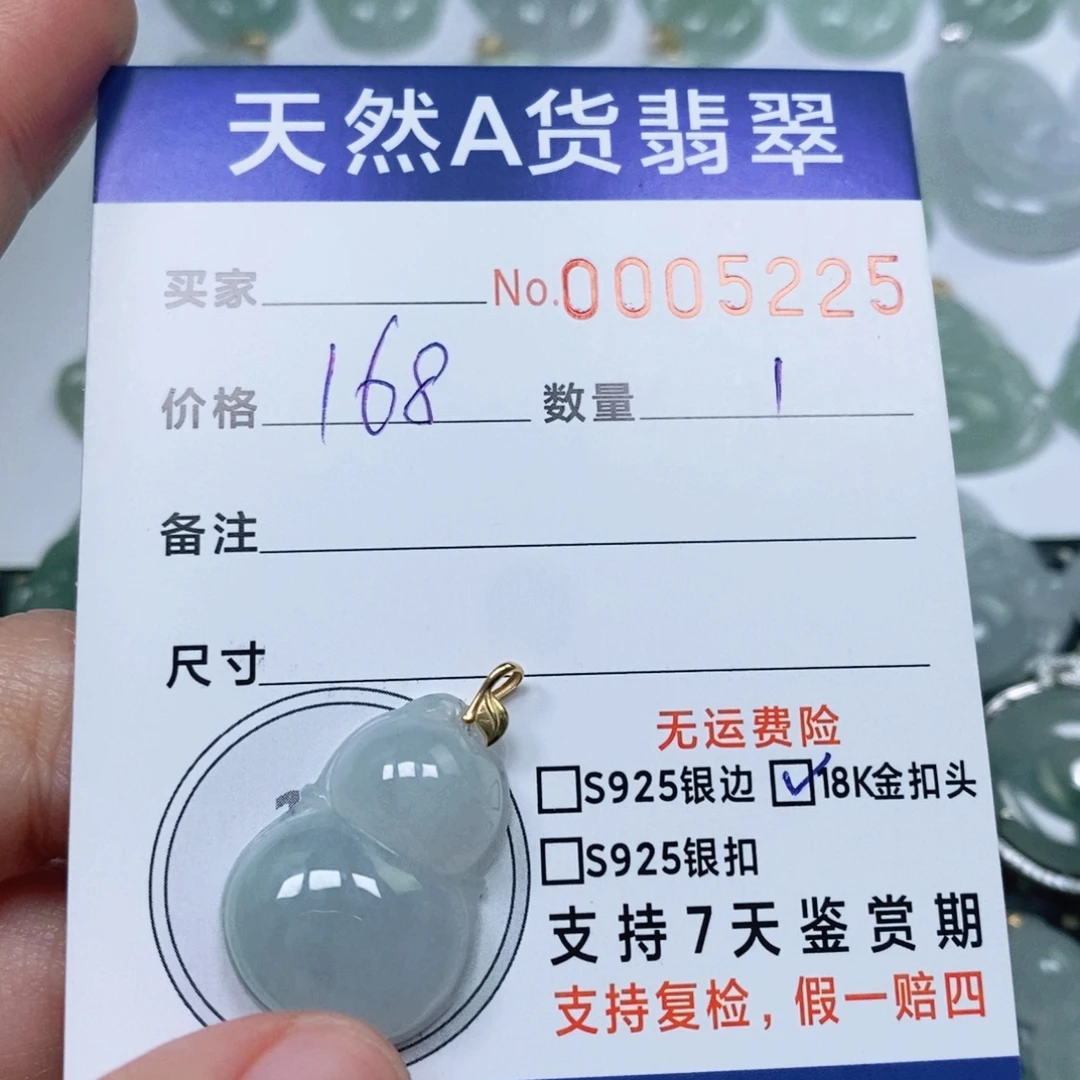 天然A货翡翠
买家 No.0005225
价格 168 数量 1
备注
尺寸
无运费险
S925银边 18K金扣头
S925银扣
支持7天鉴赏期
支持复检，假一赔四